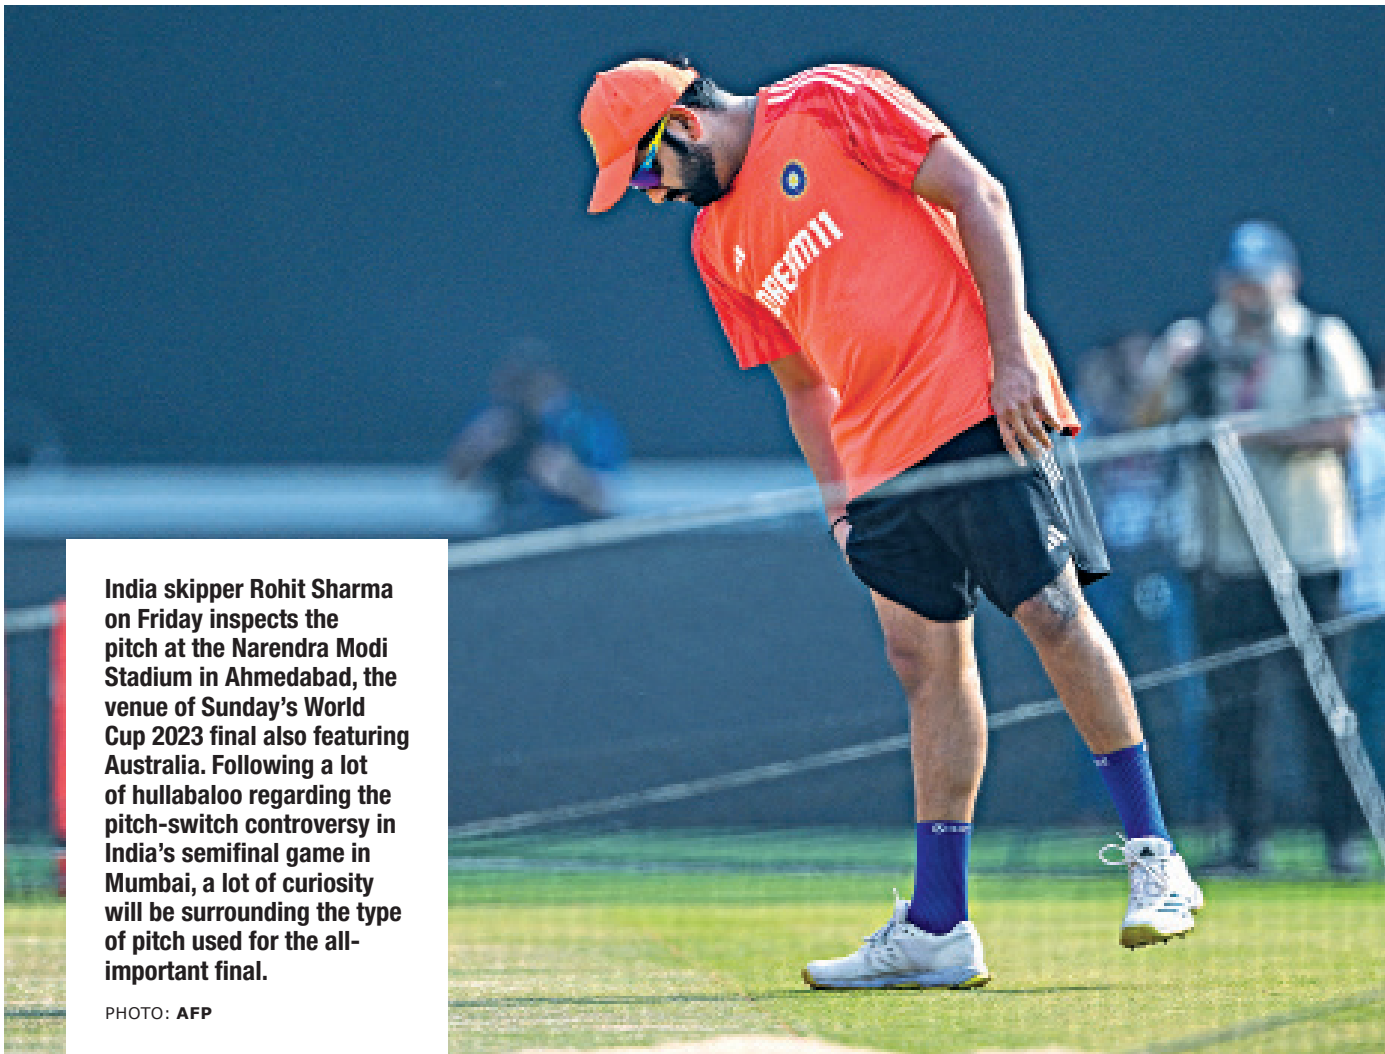 DREAM11
India skipper Rohit Sharma
on Friday inspects the
pitch at the Narendra Modi
Stadium in Ahmedabad, the
venue of Sunday’s World
Cup 2023 final also featuring
Australia. Following a lot
of hullabaloo regarding the
pitch-switch controversy in
India’s semifinal game in
Mumbai, a lot of curiosity
will be surrounding the type
of pitch used for the all-
important final.
PHOTO: AFP